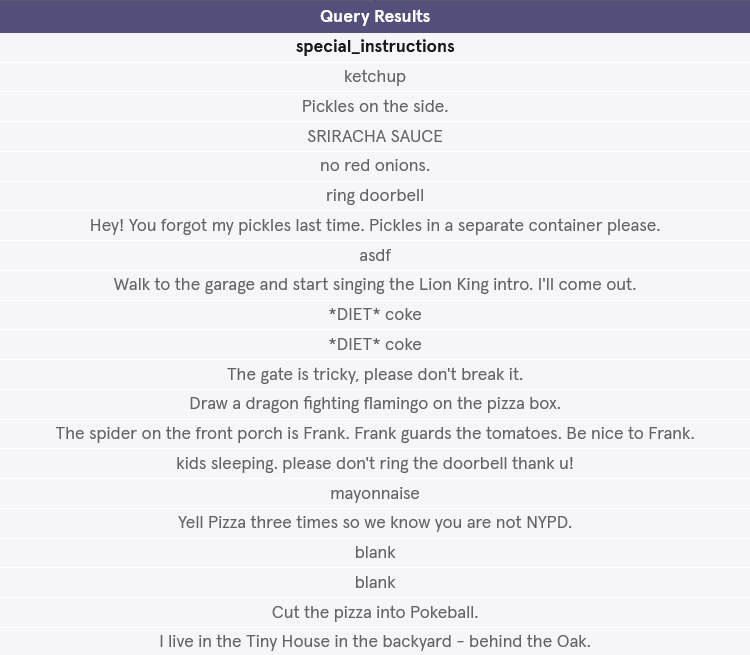 Query Results
special_instructions
ketchup
Pickles on the side.
SRIRACHA SAUCE
no red onions.
ring doorbell
Hey! You forgot my pickles last time. Pickles in a separate container please.
asdf
Walk to the garage and start singing the Lion King intro. I'll come out.
*DIET* coke
*DIET* coke
The gate is tricky, please don't break it.
Draw a dragon fighting flamingo on the pizza box.
The spider on the front porch is Frank. Frank guards the tomatoes. Be nice to Frank.
kids sleeping. please don't ring the doorbell thank u!
mayonnaise
Yell Pizza three times so we know you are not NYPD.
blank
blank
Cut the pizza into Pokeball.
I live in the Tiny House in the backyard - behind the Oak.